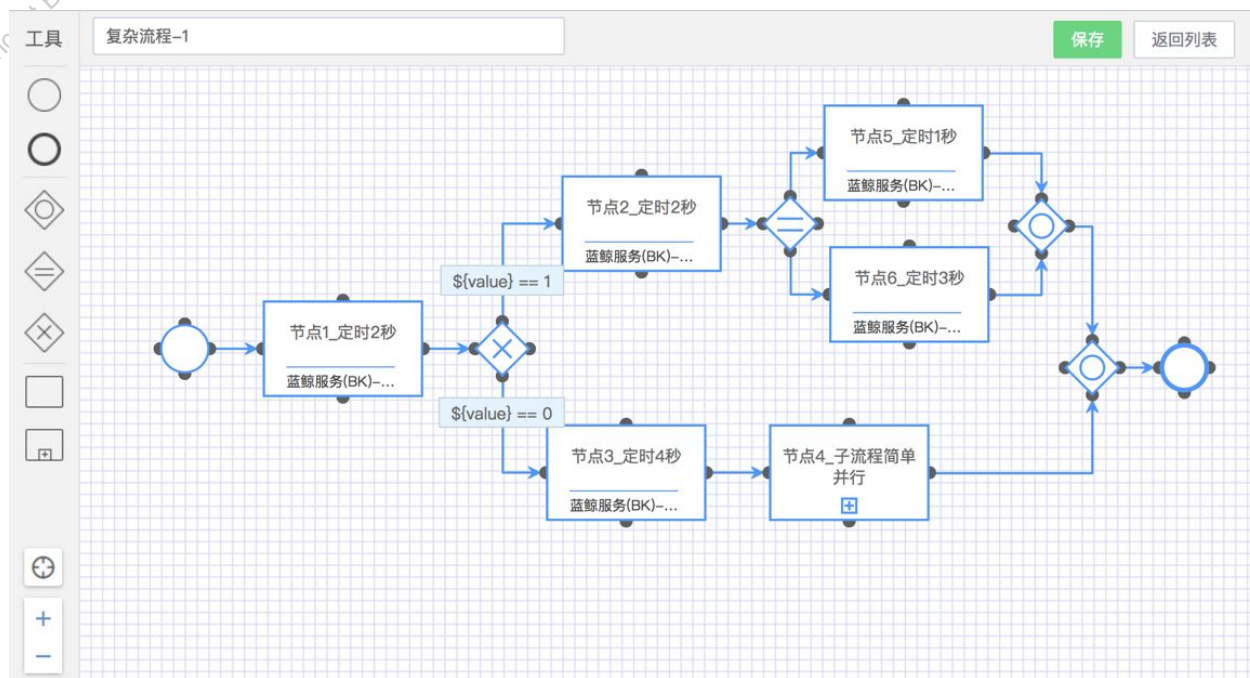 工具
复杂流程-1
保存
返回列表
节点5_定时1秒
蓝鲸服务(BK)-...
节点2_定时2秒
蓝鲸服务(BK)-...
节点6_定时3秒
蓝鲸服务(BK)-...
${value} == 1
节点1_定时2秒
蓝鲸服务(BK)-...
${value} == 0
节点3_定时4秒
蓝鲸服务(BK)-...
节点4_子流程简单
并行
+
−